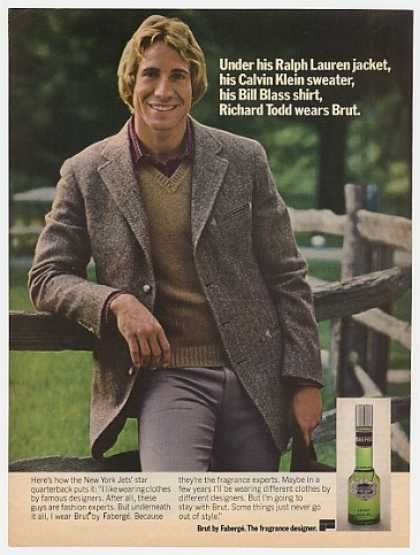 Under his Ralph Lauren jacket,
his Calvin Klein sweater,
his Bill Blass shirt,
Richard Todd wears Brut.
Here's how the New York Jets' star
quarterback puts it: "I like wearing clothes
by famous designers. After all, these
guys are fashion experts. But underneath
it all, I wear Brut® by Fabergé. Because
they're the fragrance experts. Maybe in a
few years I'll be wearing different clothes by
different designers. But I'm going to
stay with Brut. Some things just never go
out of style."
Brut by Fabergé. The fragrance designer.